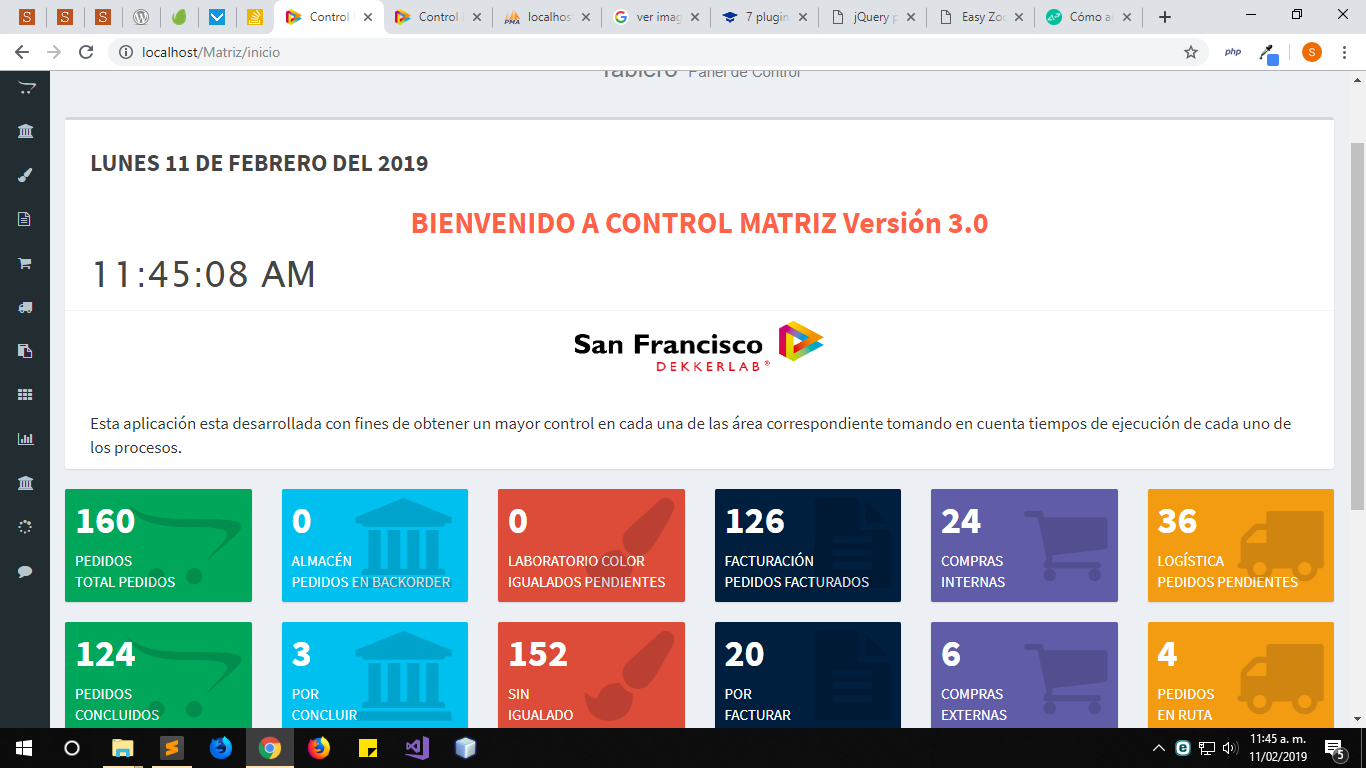 Control
Control
localhos
ver imag
7 plugin
jQuery p
Easy Zoo
Cómo a
localhost/Matriz/inicio
php
S
Tablero Panel de Control
LUNES 11 DE FEBRERO DEL 2019
BIENVENIDO A CONTROL MATRIZ Versión 3.0
11:45:08 AM
San Francisco
DEKKERLAB®
Esta aplicación esta desarrollada con fines de obtener un mayor control en cada una de las área correspondiente tomando en cuenta tiempos de ejecución de cada uno de
los procesos.
160
PEDIDOS
TOTAL PEDIDOS
0
ALMACÉN
PEDIDOS EN BACKORDER
0
LABORATORIO COLOR
IGUALADOS PENDIENTES
126
FACTURACIÓN
PEDIDOS FACTURADOS
24
COMPRAS
INTERNAS
36
LOGÍSTICA
PEDIDOS PENDIENTES
124
PEDIDOS
CONCLUIDOS
3
POR
CONCLUIR
152
SIN
IGUALADO
20
POR
FACTURAR
6
COMPRAS
EXTERNAS
4
PEDIDOS
EN RUTA
11:45 a. m.
11/02/2019
5